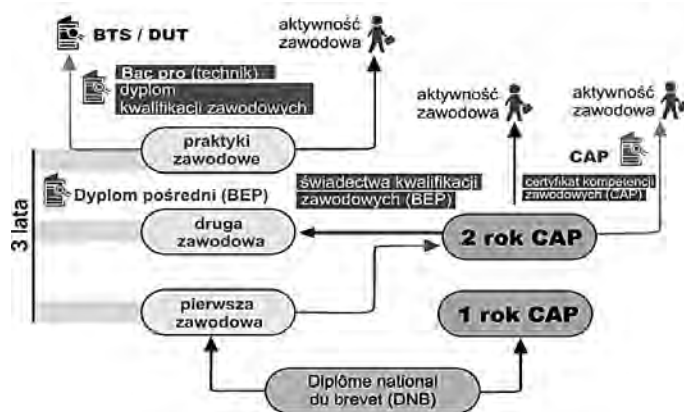 BTS / DUT
aktywność
zawodowa
Bac pro (technik)
dyplom
kwalifikacji zawodowych
aktywność
zawodowa
aktywność
zawodowa
praktyki
zawodowe
CAP
certyfikat kompetencji
zawodowych (CAP)
Dyplom pośredni (BEP)
świadectwa kwalifikacji
zawodowych (BEP)
3 lata
druga
zawodowa
2 rok CAP
pierwsza
zawodowa
1 rok CAP
Diplôme national
du brevet (DNB)